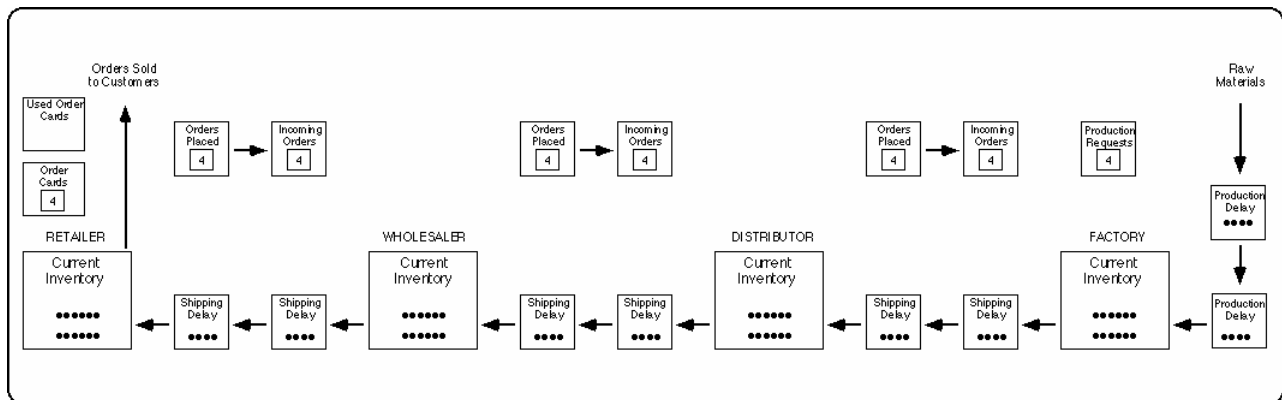 Orders Sold
to Customers
Raw
Materials
Used Order
Cards
Orders
Placed
4
Incoming
Orders
4
Orders
Placed
4
Incoming
Orders
4
Orders
Placed
4
Incoming
Orders
4
Production
Requests
4
Order
Cards
4
Production
Delay
RETAILER
WHOLESALER
DISTRIBUTOR
FACTORY
Current
Inventory
Shipping
Delay
Shipping
Delay
Current
Inventory
Shipping
Delay
Shipping
Delay
Current
Inventory
Shipping
Delay
Shipping
Delay
Current
Inventory
Production
Delay